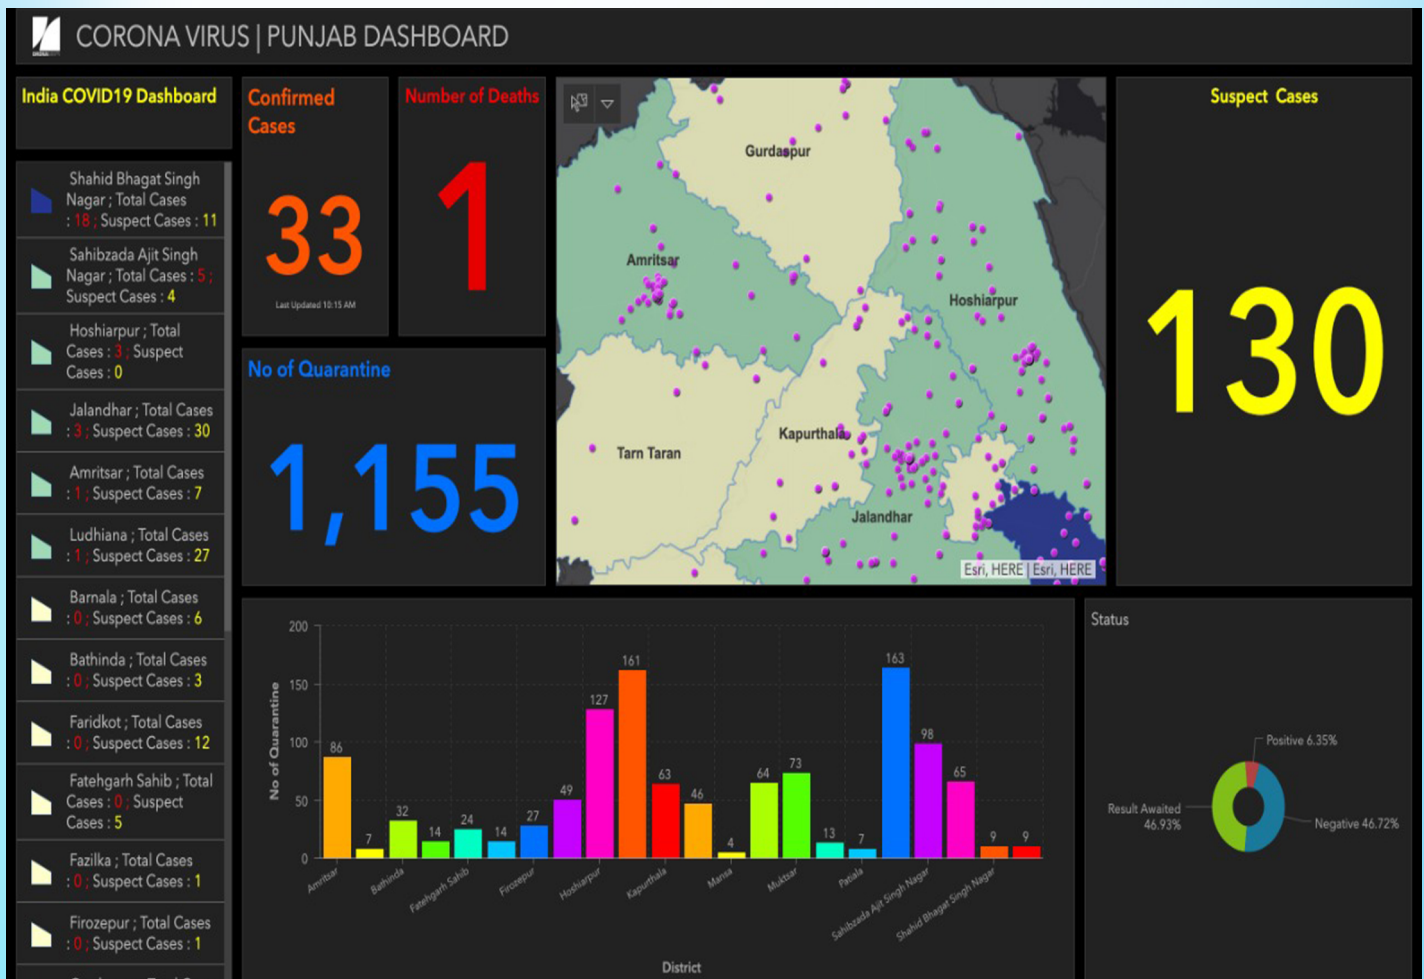 CORONA VIRUS | PUNJAB DASHBOARD
India COVID19 Dashboard
Shahid Bhagat Singh
Nagar ; Total Cases
: 18 ; Suspect Cases : 11
Sahibzada Ajit Singh
Nagar ; Total Cases : 5 ;
Suspect Cases : 4
Hoshiarpur ; Total
Cases : 3 ; Suspect
Cases : 0
Jalandhar ; Total Cases
: 3 ; Suspect Cases : 30
Amritsar ; Total Cases
: 1 ; Suspect Cases : 7
Ludhiana ; Total Cases
: 1 ; Suspect Cases : 27
Barnala ; Total Cases
: 0 ; Suspect Cases : 6
Bathinda ; Total Cases
: 0 ; Suspect Cases : 3
Faridkot ; Total Cases
: 0 ; Suspect Cases : 12
Fatehgarh Sahib ; Total
Cases : 0 ; Suspect
Cases : 5
Fazilka ; Total Cases
: 0 ; Suspect Cases : 1
Firozepur ; Total Cases
: 0 ; Suspect Cases : 1
Confirmed
Cases
33
Last Updated 10:15 AM
Number of Deaths
1
No of Quarantine
1,155
Gurdaspur
Amritsar
Hoshiarpur
Kapurthala
Tarn Taran
Jalandhar
Esri, HERE | Esri, HERE
Suspect Cases
130
No of Quarantine
200
150
100
50
0
86
7
32
14
24
14
27
49
127
161
63
46
4
64
73
13
7
163
98
65
9
9
Amritsar
Bathinda
Fatehgarh Sahib
Firozepur
Hoshiarpur
Kapurthala
Mansa
Muktsar
Patiala
Sahibzada Ajit Singh Nagar
Shahid Bhagat Singh Nagar
District
Status
Positive 6.35%
Result Awaited
46.93%
Negative 46.72%